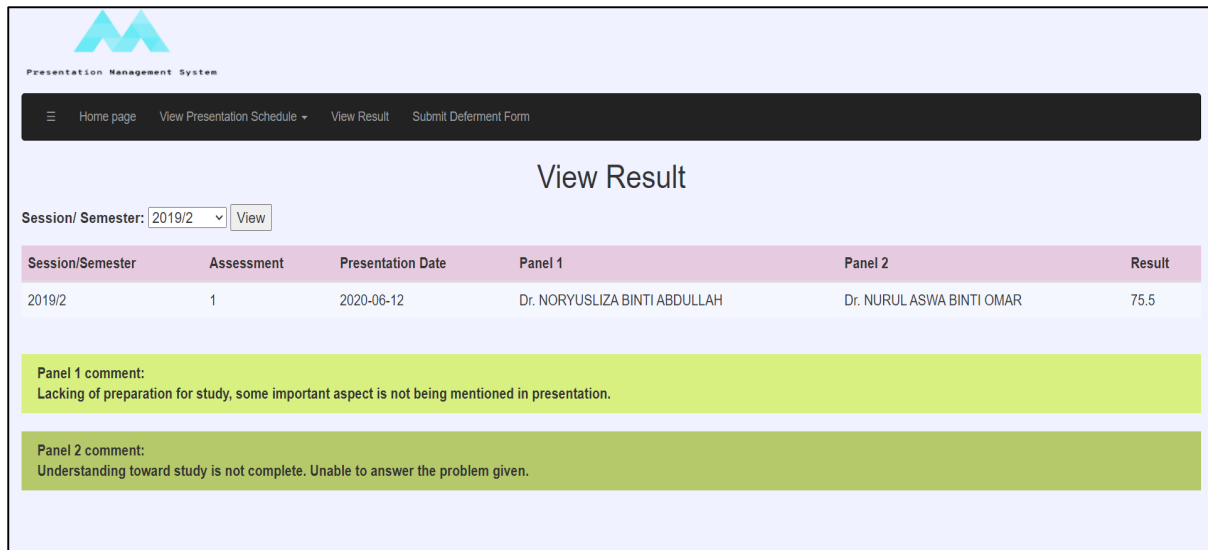 Presentation Management System
☰ Home page View Presentation Schedule View Result Submit Deferment Form
View Result
Session/ Semester: 2019/2 View
Session/Semester Assessment Presentation Date Panel 1 Panel 2 Result
2019/2 1 2020-06-12 Dr. NORYUSLIZA BINTI ABDULLAH Dr. NURUL ASWA BINTI OMAR 75.5
Panel 1 comment:
Lacking of preparation for study, some important aspect is not being mentioned in presentation.
Panel 2 comment:
Understanding toward study is not complete. Unable to answer the problem given.